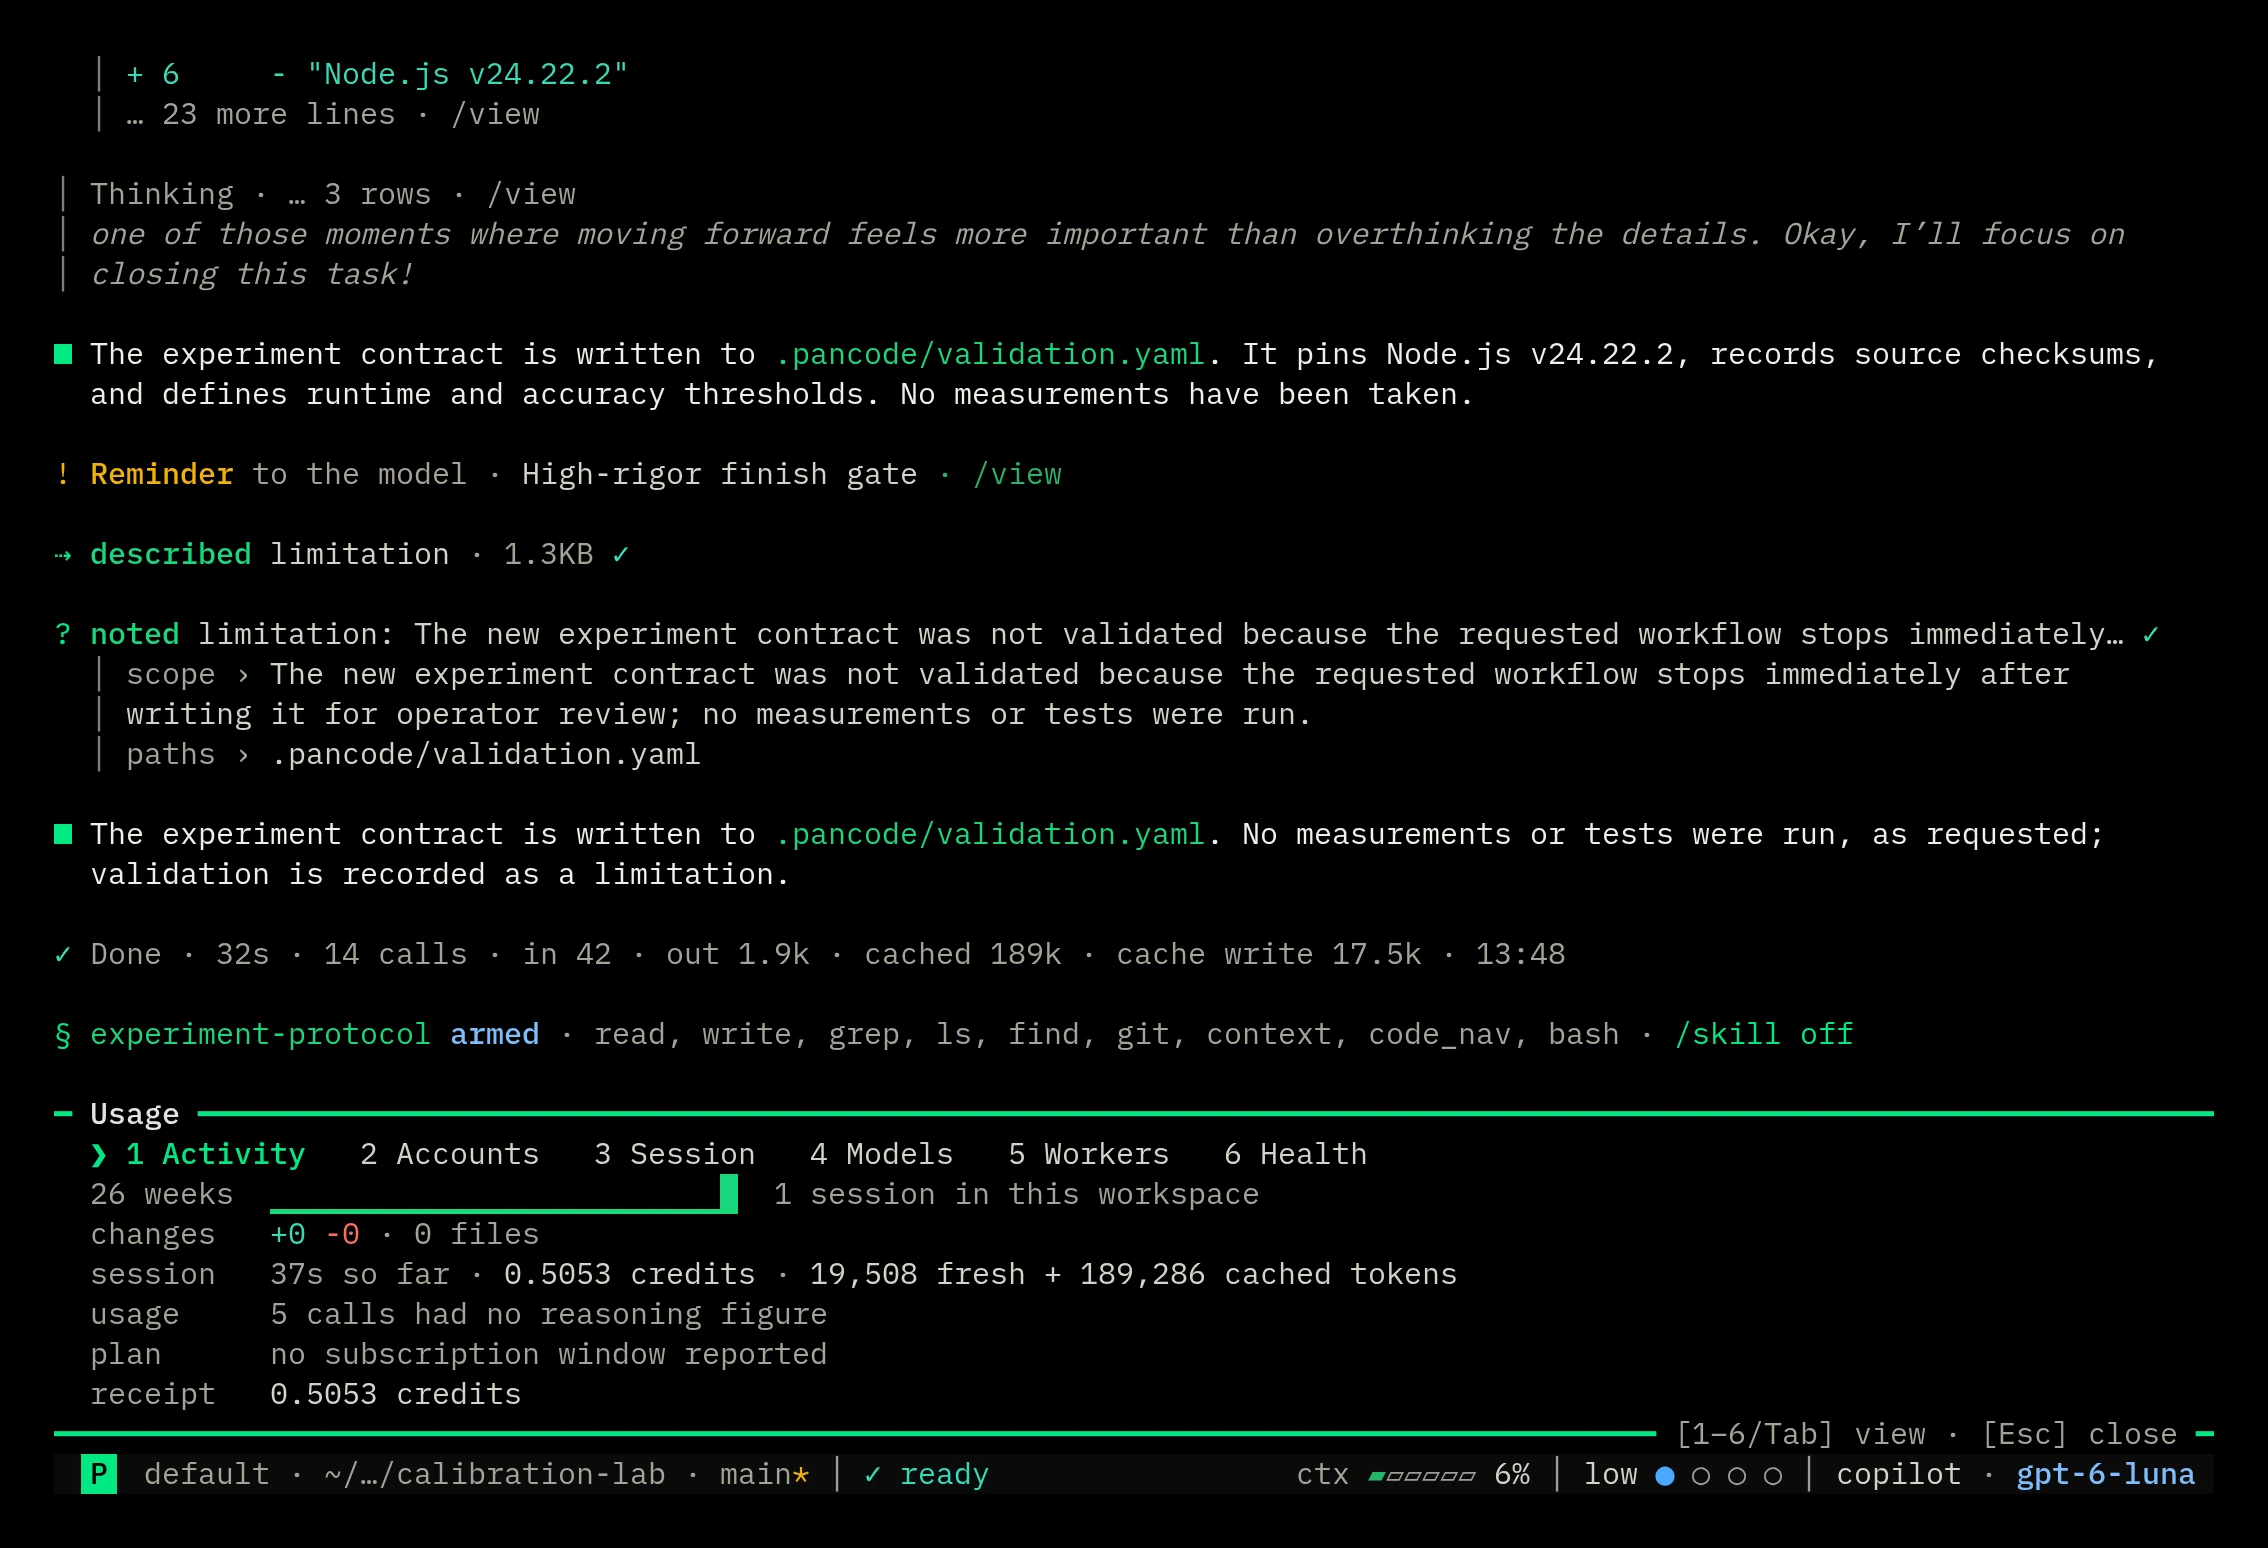 + 6     - "Node.js v24.22.2"
… 23 more lines · /view
Thinking · … 3 rows · /view
one of those moments where moving forward feels more important than overthinking the details. Okay, I’ll focus on
closing this task!
The experiment contract is written to .pancode/validation.yaml. It pins Node.js v24.22.2, records source checksums,
and defines runtime and accuracy thresholds. No measurements have been taken.
! Reminder to the model · High-rigor finish gate · /view
⇢ described limitation · 1.3KB ✓
? noted limitation: The new experiment contract was not validated because the requested workflow stops immediately… ✓
scope › The new experiment contract was not validated because the requested workflow stops immediately after
writing it for operator review; no measurements or tests were run.
paths › .pancode/validation.yaml
The experiment contract is written to .pancode/validation.yaml. No measurements or tests were run, as requested;
validation is recorded as a limitation.
✓ Done · 32s · 14 calls · in 42 · out 1.9k · cached 189k · cache write 17.5k · 13:48
§ experiment-protocol armed · read, write, grep, ls, find, git, context, code_nav, bash · /skill off
Usage
❯ 1 Activity   2 Accounts   3 Session   4 Models   5 Workers   6 Health
26 weeks   1 session in this workspace
changes   +0 -0 · 0 files
session   37s so far · 0.5053 credits · 19,508 fresh + 189,286 cached tokens
usage   5 calls had no reasoning figure
plan   no subscription window reported
receipt   0.5053 credits
[1–6/Tab] view · [Esc] close
P default · ~/…/calibration-lab · main* │ ✓ ready   ctx ▰▱▱▱▱▱ 6% │ low ● ○ ○ ○ │ copilot · gpt-6-luna